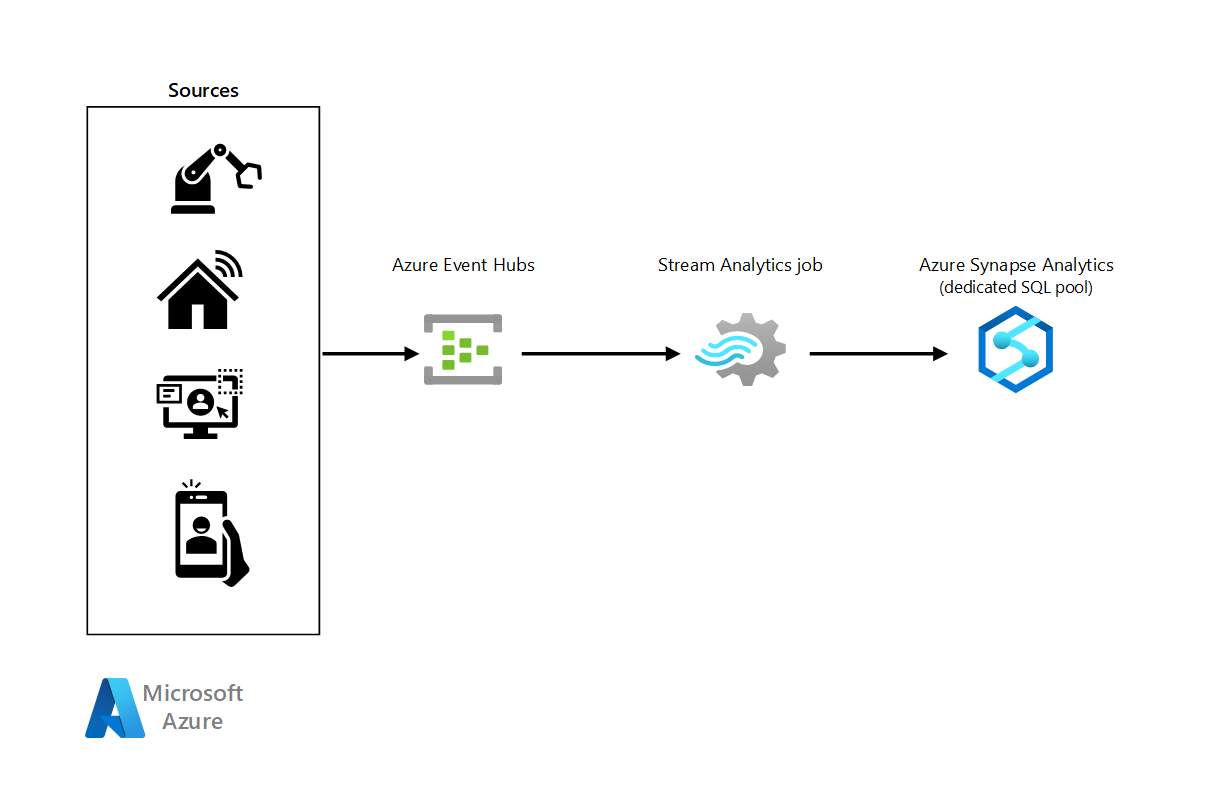 Sources
Azure Event Hubs
Stream Analytics job
Azure Synapse Analytics
(dedicated SQL pool)
Microsoft
Azure